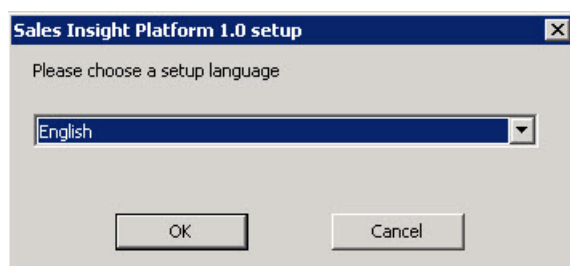 Sales Insight Platform 1.0 setup
Please choose a setup language
English
OK
Cancel